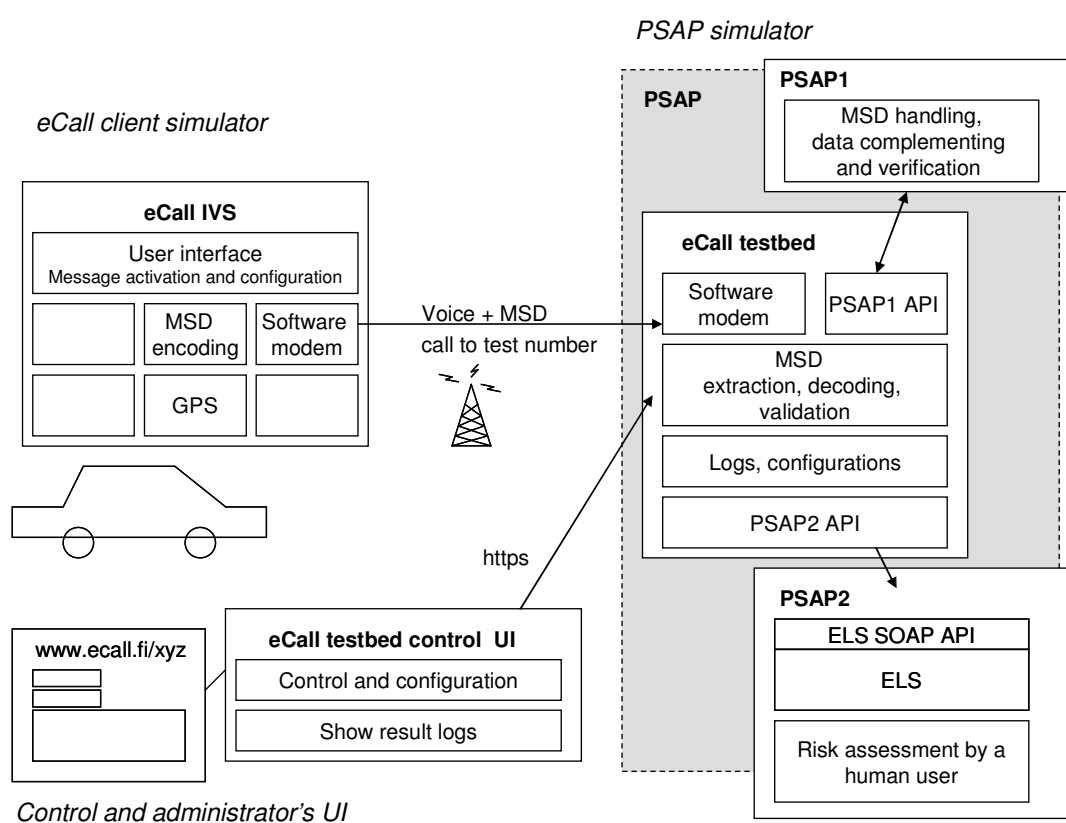 PSAP simulator
PSAP1
PSAP
MSD handling,
data complementing
and verification
eCall client simulator
eCall IVS
User interface
Message activation and configuration
MSD
encoding
Software
modem
GPS
Voice + MSD
call to test number
eCall testbed
Software
modem
PSAP1 API
MSD
extraction, decoding,
validation
Logs, configurations
PSAP2 API
https
PSAP2
ELS SOAP API
ELS
Risk assessment by a
human user
www.ecall.fi/xyz
eCall testbed control UI
Control and configuration
Show result logs
Control and administrator's UI